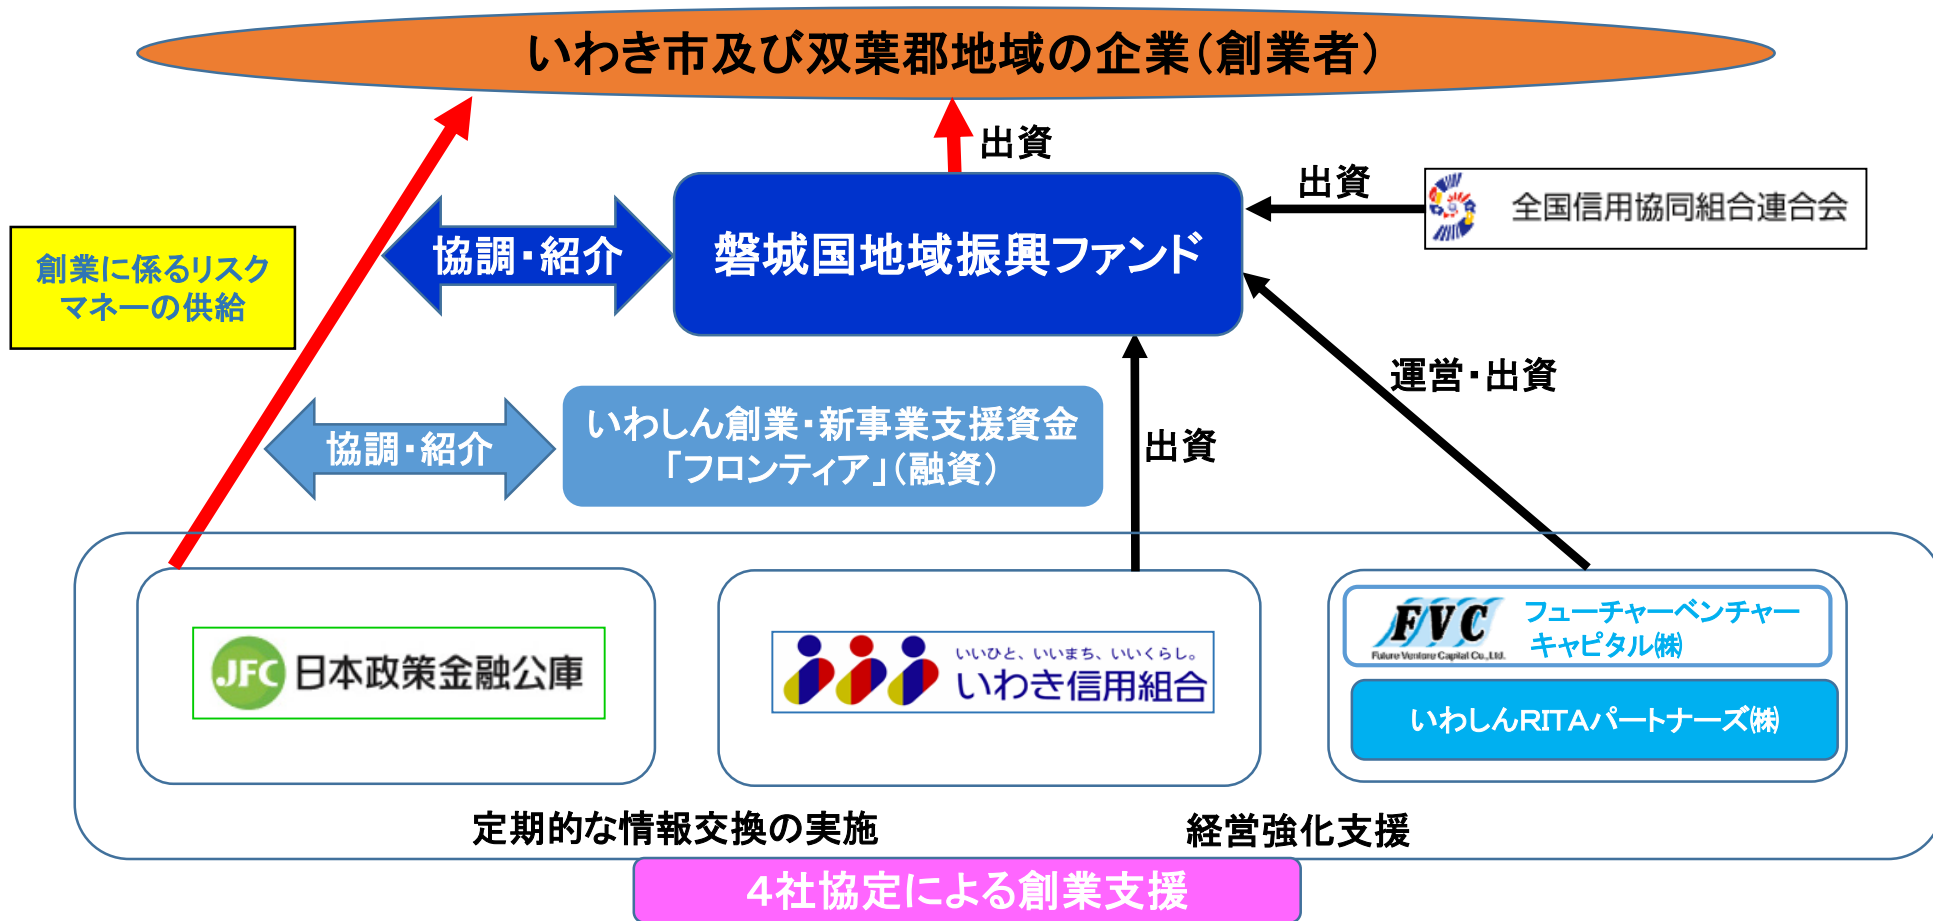 いわき市及び双葉郡地域の企業（創業者）
出資
出資
全国信用協同組合連合会
協調・紹介
磐城国地域振興ファンド
創業に係るリスク
マネーの供給
運営・出資
協調・紹介
いわしん創業・新事業支援資金
「フロンティア」（融資）
出資
JFC 日本政策金融公庫
いいひと、いいまち、いいくらし。
いわき信用組合
FVC
Future Venture Capital Co., Ltd.
フューチャーベンチャー
キャピタル㈱
いわしんRITAパートナーズ㈱
定期的な情報交換の実施
経営強化支援
４社協定による創業支援